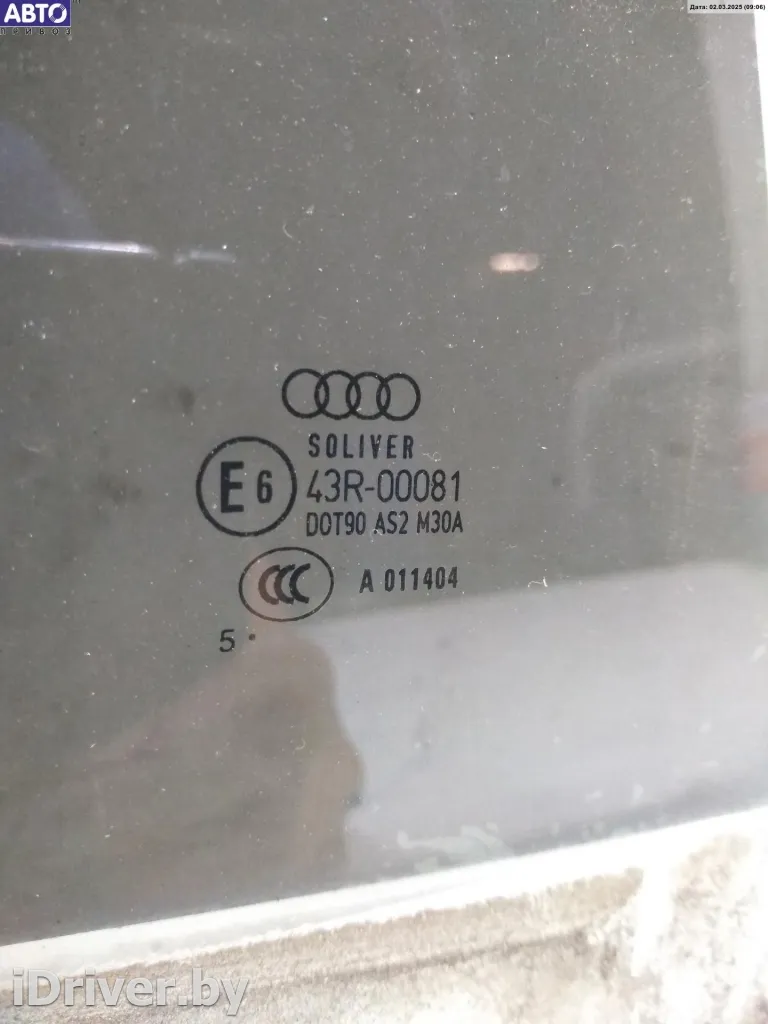 АВТО
ПРИВОЗ
Дата: 02.03.2025 (09:06)
SOLIVER
E6
43R-00081
DOT90 AS2 M30A
CCC
A 011404
5 ·
iDriver.by